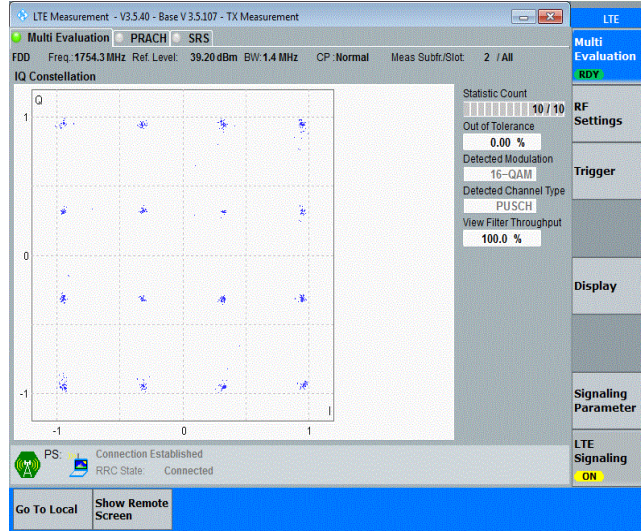 LTE Measurement - V3.5.40 - Base V 3.5.107 - TX Measurement
LTE
Multi Evaluation PRACH SRS
Multi Evaluation
RDY
FDD Freq.:1754.3 MHz Ref. Level: 39.20 dBm BW:1.4 MHz CP :Normal Meas Subfr./Slot: 2 / All
IQ Constellation
Q
1
0
-1
-1 0 1
I
Statistic Count
10 / 10
Out of Tolerance
0.00 %
Detected Modulation
16-QAM
Detected Channel Type
PUSCH
View Filter Throughput
100.0 %
RF
Settings
Trigger
Display
Signaling
Parameter
LTE
Signaling
ON
PS: Connection Established
RRC State: Connected
Go To Local
Show Remote
Screen